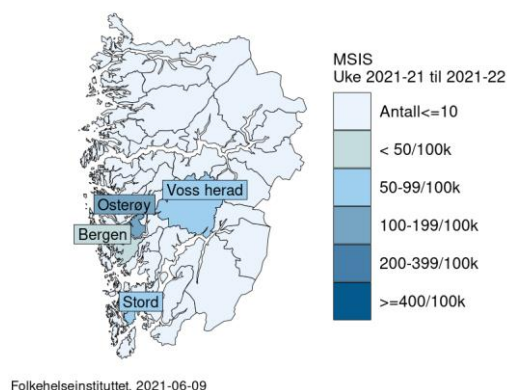 MSIS
Uke 2021-21 til 2021-22
Antall<=10
< 50/100k
50-99/100k
100-199/100k
200-399/100k
>=400/100k
Voss herad
Osterøy
Bergen
Stord
Folkehelseinstituttet, 2021-06-09